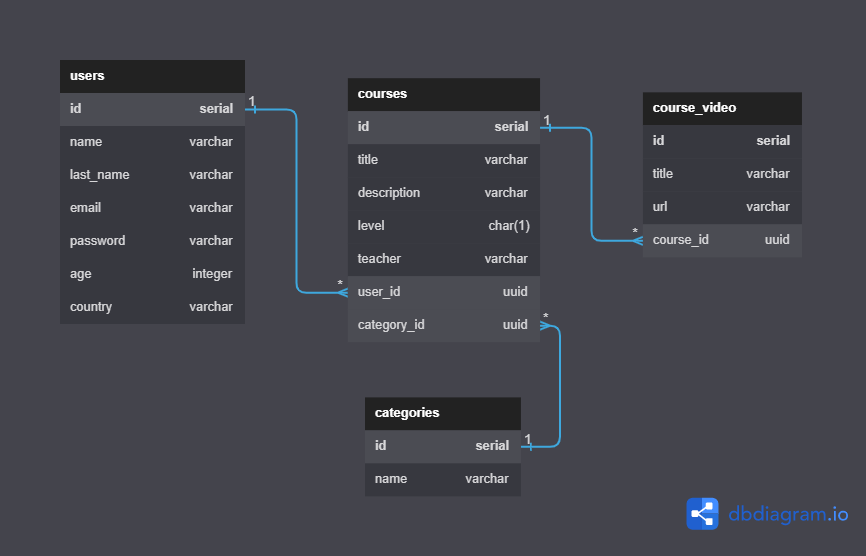 users
id serial
name varchar
last_name varchar
email varchar
password varchar
age integer
country varchar
1
*
courses
id serial
title varchar
description varchar
level char(1)
teacher varchar
user_id uuid
category_id uuid
1
*
*
course_video
id serial
title varchar
url varchar
course_id uuid
categories
id serial
name varchar
1
dbdiagram.io